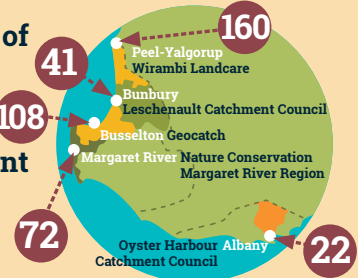 of
160
Peel-Yalgorup
Wirambi Landcare
41
Bunbury
Leschenault Catchment Council
108
Busselton Geocatch
nt
Margaret River Nature Conservation
Margaret River Region
72
Oyster Harbour Albany
Catchment Council
22